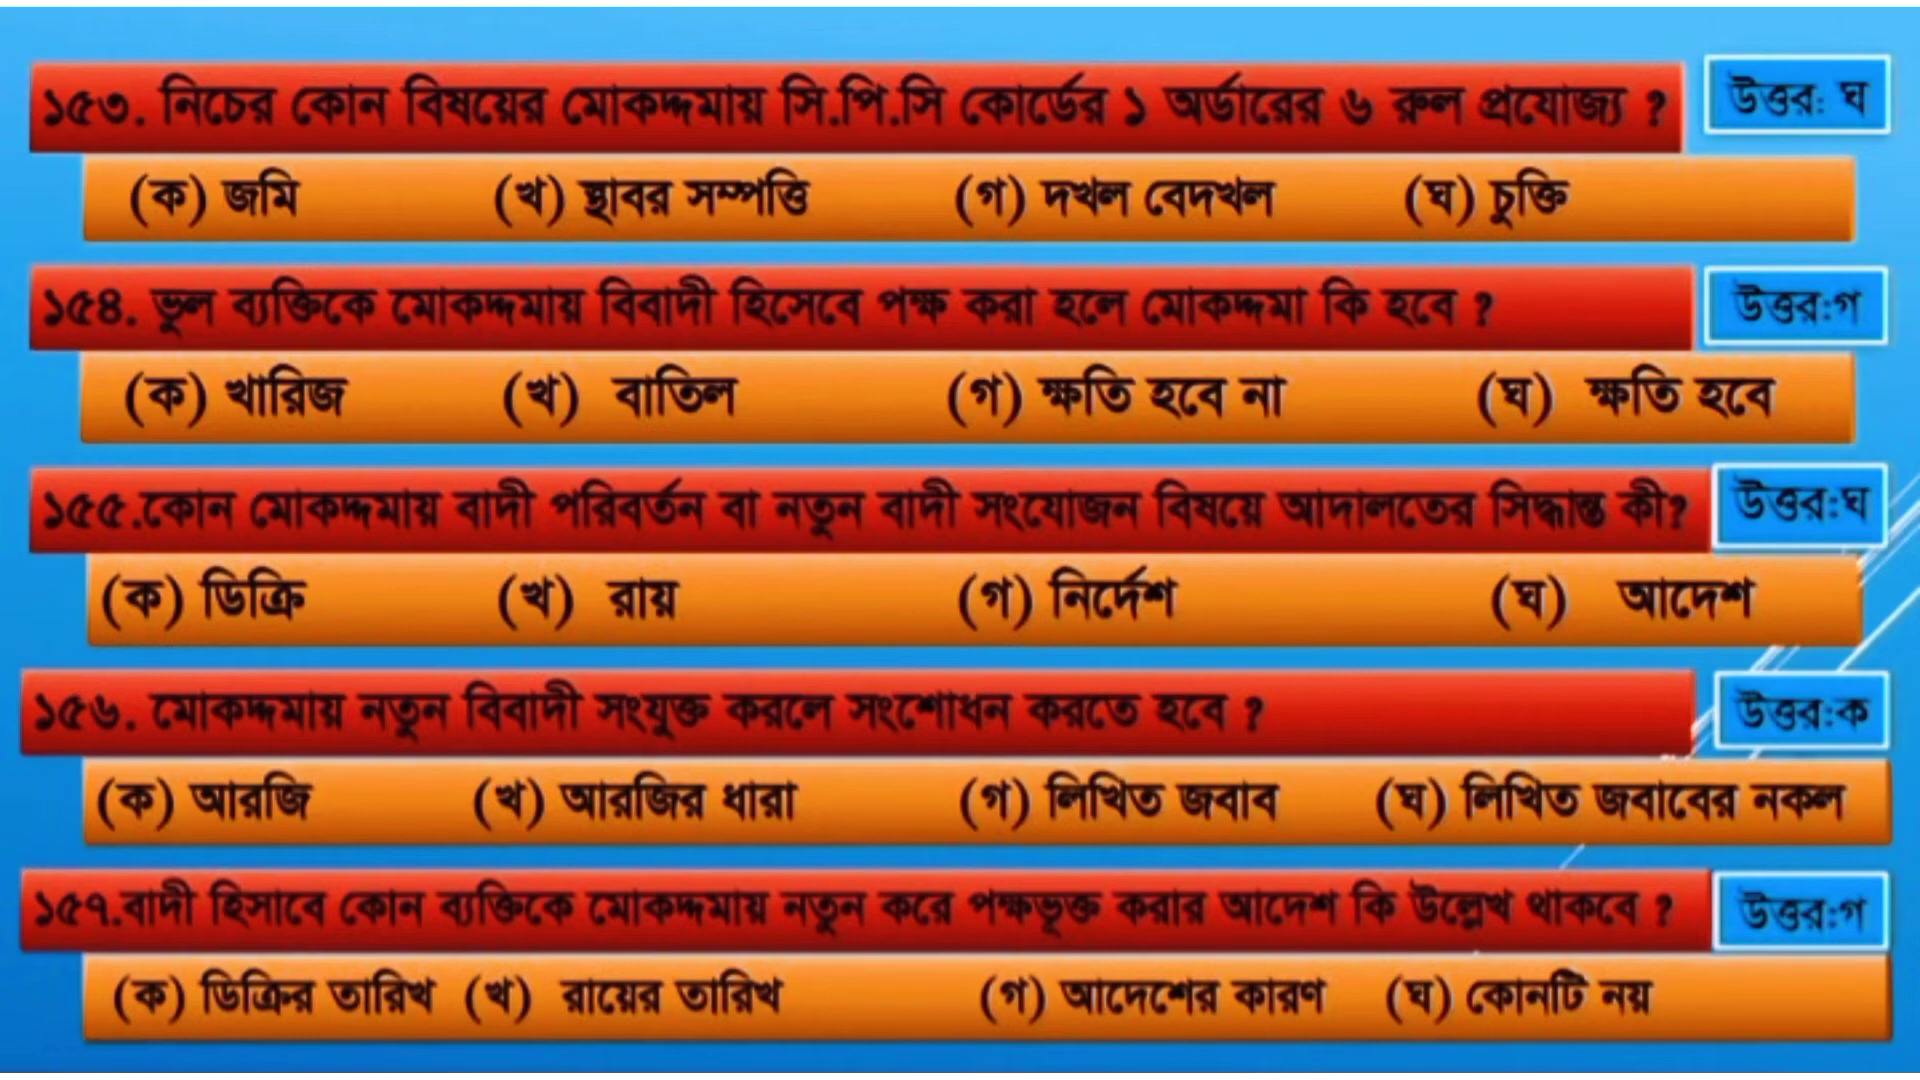 ১৫৩. নিচের কোন বিষয়ের মোকদ্দমায় সি.পি.সি কোর্ডের ১ অর্ডারের ৬ রুল প্রযোজ্য ? উত্তর: ঘ
(ক) জমি (খ) স্থাবর সম্পত্তি (গ) দখল বেদখল (ঘ) চুক্তি
১৫৪. ভুল ব্যক্তিকে মোকদ্দমায় বিবাদী হিসেবে পক্ষ করা হলে মোকদ্দমা কি হবে ? উত্তর:গ
(ক) খারিজ (খ) বাতিল (গ) ক্ষতি হবে না (ঘ) ক্ষতি হবে
১৫৫.কোন মোকদ্দমায় বাদী পরিবর্তন বা নতুন বাদী সংযোজন বিষয়ে আদালতের সিদ্ধান্ত কী? উত্তর:ঘ
(ক) ডিক্রি (খ) রায় (গ) নির্দেশ (ঘ) আদেশ
১৫৬. মোকদ্দমায় নতুন বিবাদী সংযুক্ত করলে সংশোধন করতে হবে ? উত্তর:ক
(ক) আরজি (খ) আরজির ধারা (গ) লিখিত জবাব (ঘ) লিখিত জবাবের নকল
১৫৭.বাদী হিসাবে কোন ব্যক্তিকে মোকদ্দমায় নতুন করে পক্ষভূক্ত করার আদেশ কি উল্লেখ থাকবে ? উত্তর:গ
(ক) ডিক্রির তারিখ (খ) রায়ের তারিখ (গ) আদেশের কারণ (ঘ) কোনটি নয়